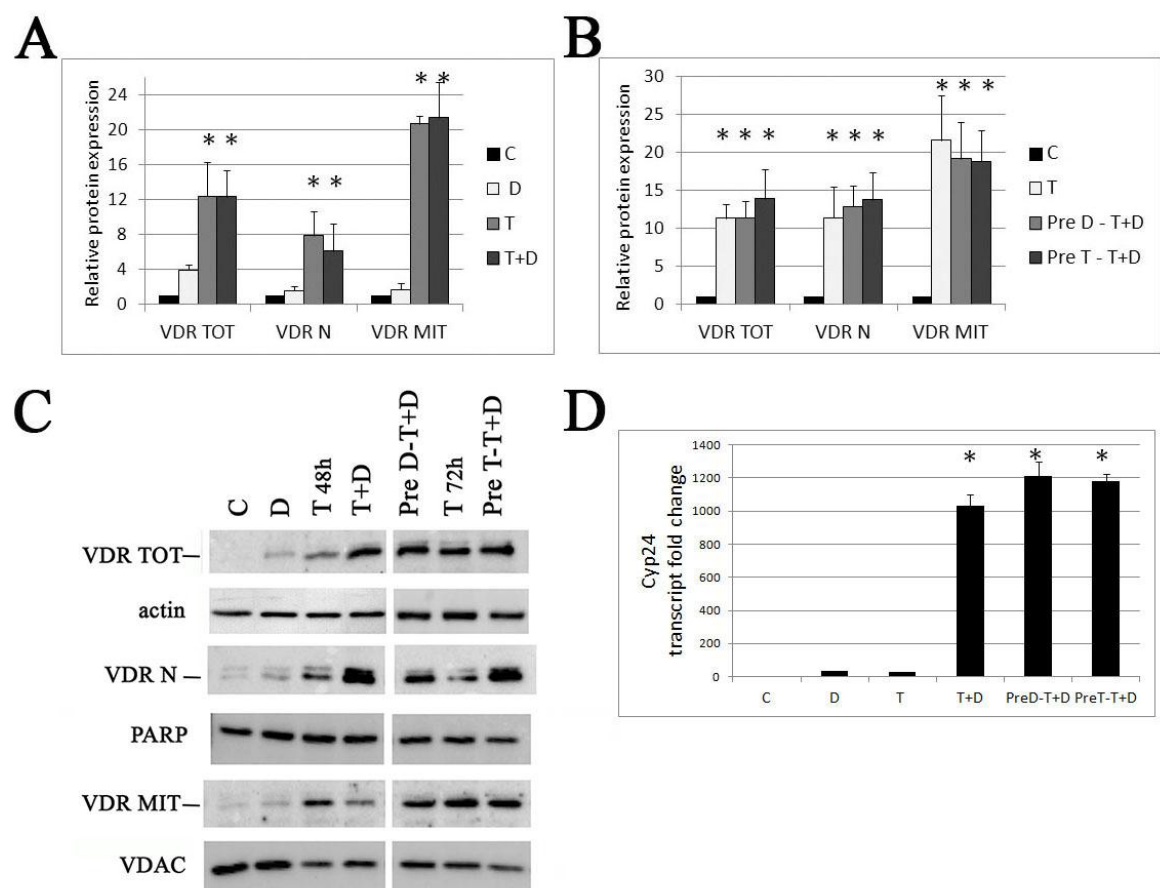 A
Relative protein expression
24
20
16
12
8
4
0
* *
* *
* *
VDR TOT
VDR N
VDR MIT
C
D
T
T+D
B
Relative protein expression
30
25
20
15
10
5
0
* * *
* * *
* * *
VDR TOT
VDR N
VDR MIT
C
T
Pre D - T+D
Pre T - T+D
C
C
D
T 48h
T+D
Pre D-T+D
T 72h
Pre T-T+D
VDR TOT
actin
VDR N
PARP
VDR MIT
VDAC
D
Cyp24
transcript fold change
1400
1200
1000
800
600
400
200
0
* * *
C
D
T
T+D
PreD-T+D
PreT-T+D